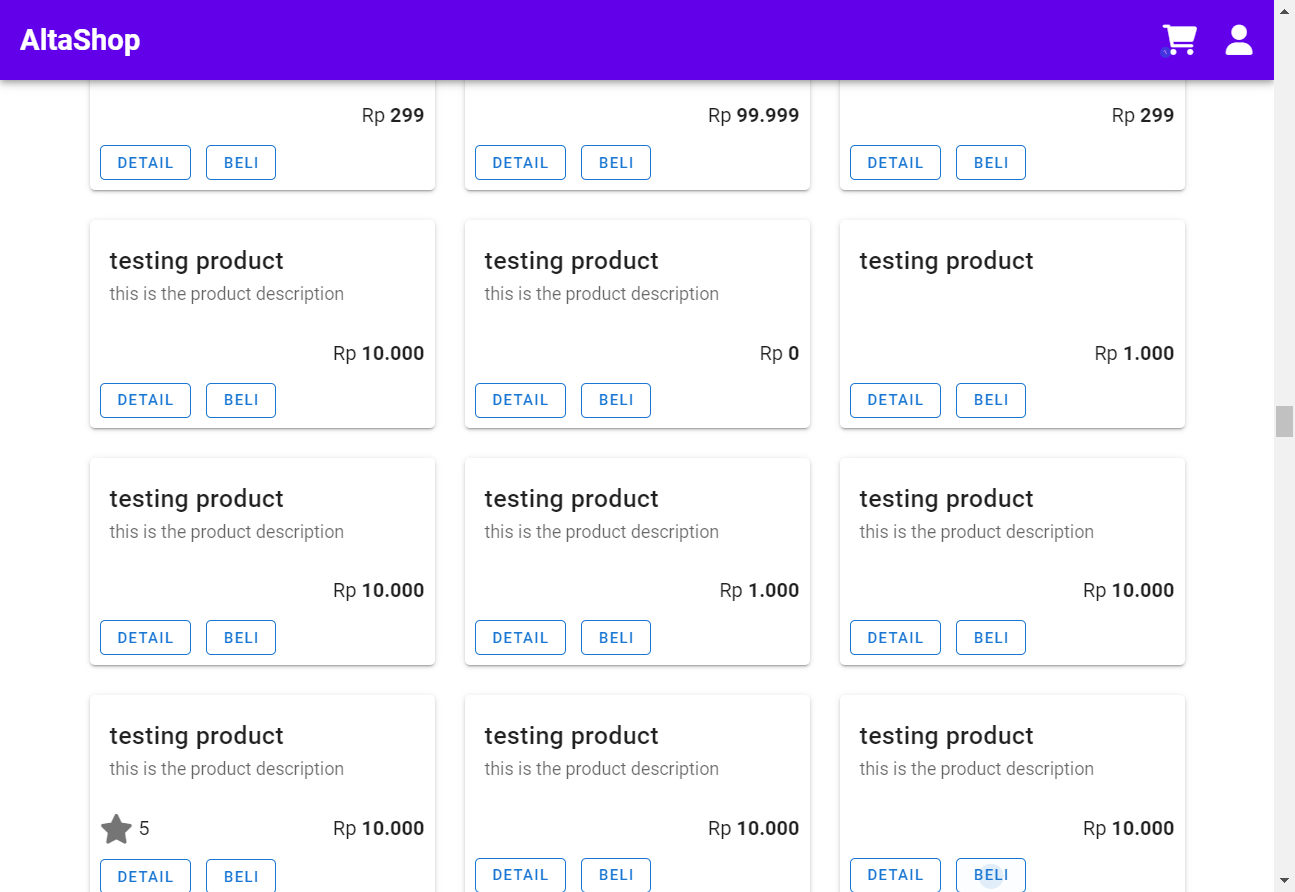 AltaShop
Rp 299
Rp 99.999
Rp 299
DETAIL BELI
DETAIL BELI
DETAIL BELI
testing product
this is the product description
Rp 10.000
DETAIL BELI
testing product
this is the product description
Rp 0
DETAIL BELI
testing product
Rp 1.000
DETAIL BELI
testing product
this is the product description
Rp 10.000
DETAIL BELI
testing product
this is the product description
Rp 1.000
DETAIL BELI
testing product
this is the product description
Rp 10.000
DETAIL BELI
testing product
this is the product description
5 Rp 10.000
DETAIL BELI
testing product
this is the product description
Rp 10.000
DETAIL BELI
testing product
this is the product description
Rp 10.000
DETAIL BELI